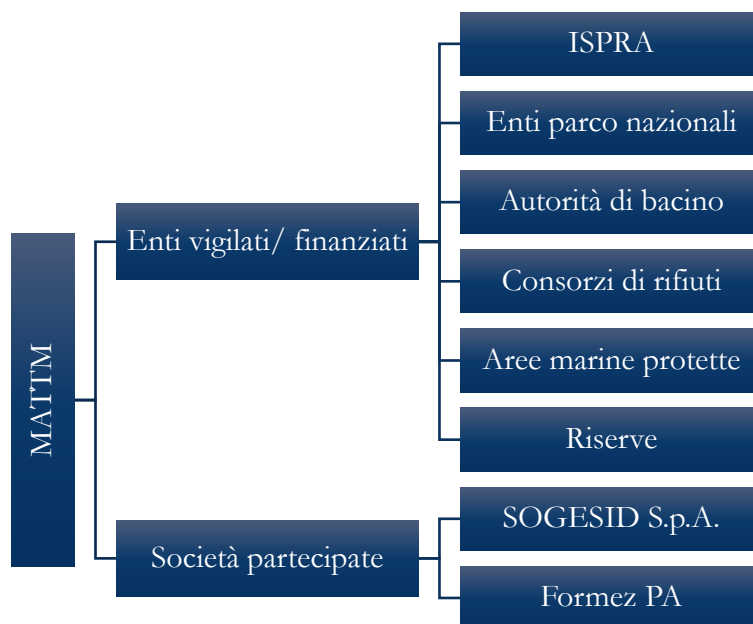 MATTM
Enti vigilati/ finanziati
ISPRA
Enti parco nazionali
Autorità di bacino
Consorzi di rifiuti
Aree marine protette
Riserve
Società partecipate
SOGESID S.p.A.
Formez PA